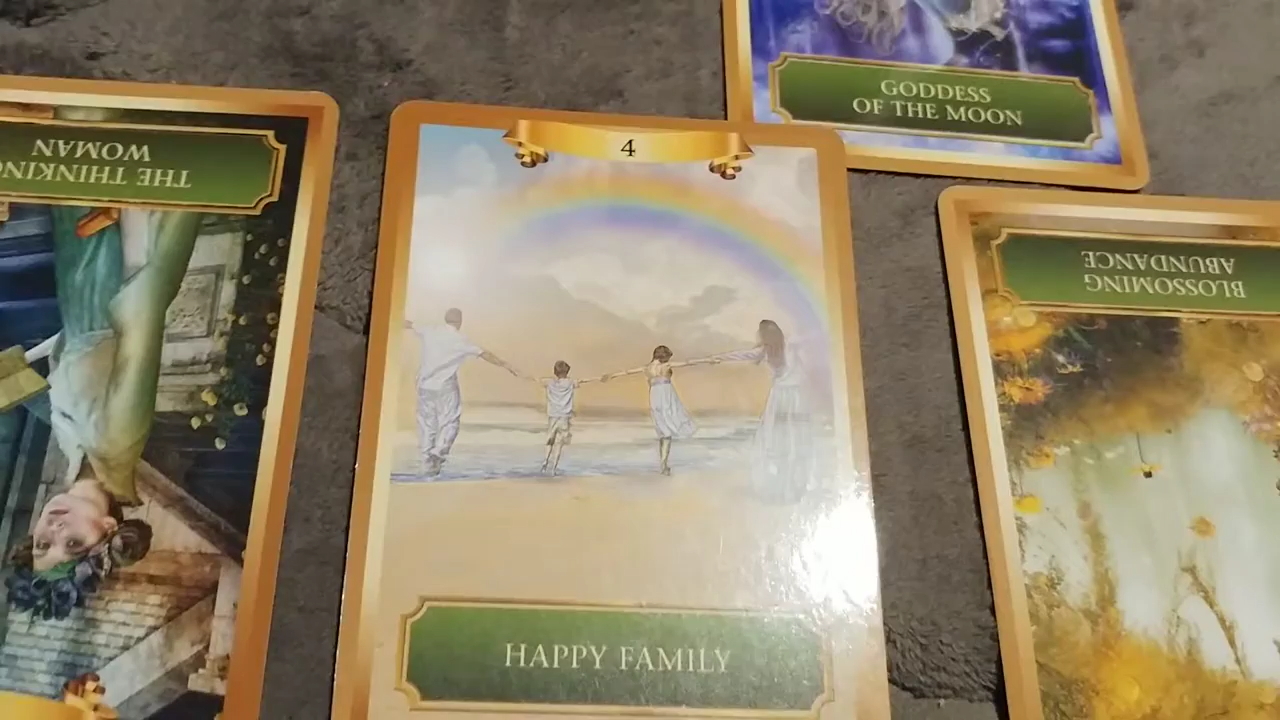 GODDESS
OF THE MOON
4
THE THINKING
WOMAN
BLOSSOMING
ABUNDANCE
HAPPY FAMILY